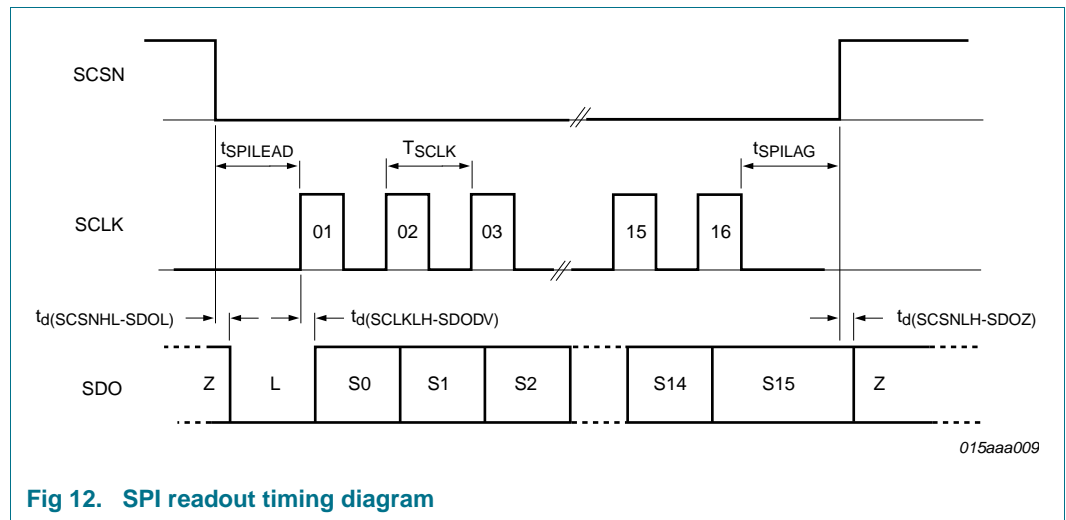 SCSN
tSPILEAD TSCLK tSPILAG
SCLK 01 02 03 15 16
td(SCSNHL-SDOL) td(SCLKLH-SDODV) td(SCSNLH-SDOZ)
SDO Z L S0 S1 S2 S14 S15 Z
015aaa009
Fig 12. SPI readout timing diagram